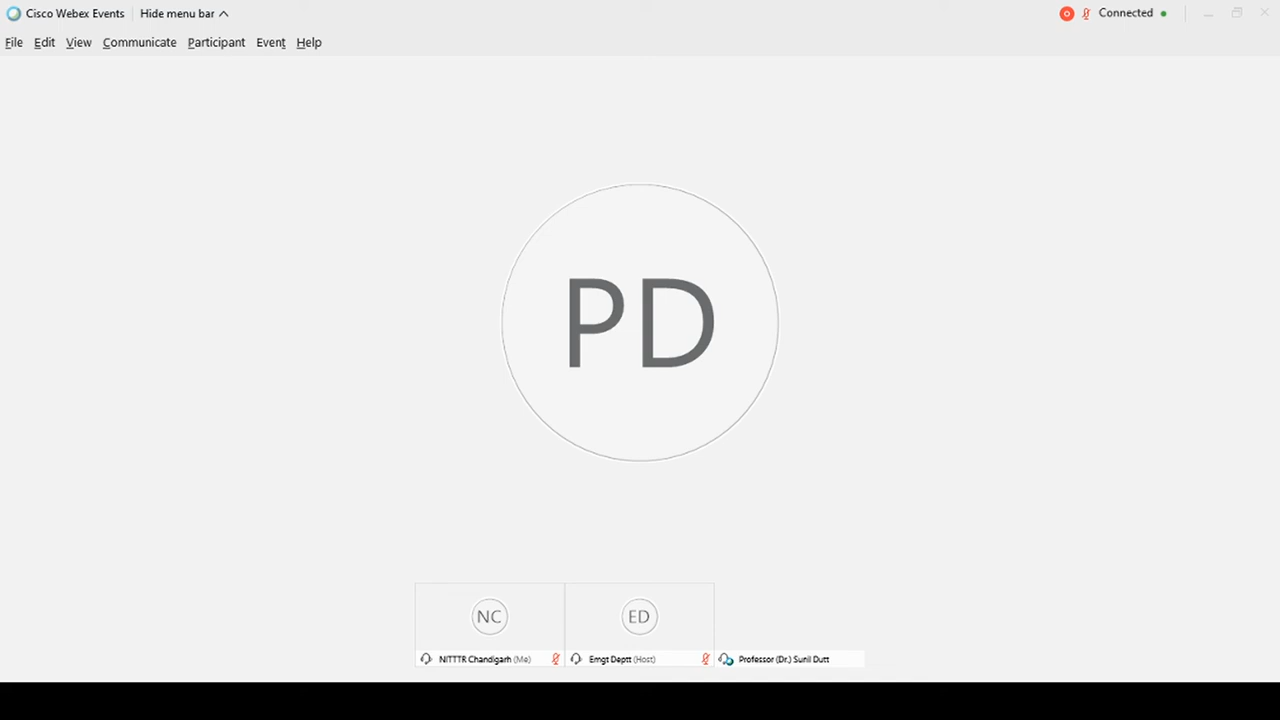 Cisco Webex Events Hide menu bar Connected
File Edit View Communicate Participant Event Help
PD
NC ED
NITTTR Chandigarh (Me) Emgt Deptt (Host) Professor (Dr.) Sunil Dutt